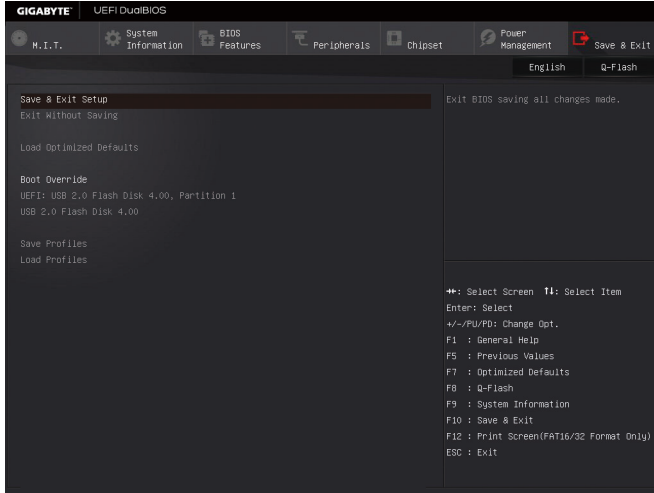 GIGABYTE™ UEFI DualBIOS
M.I.T.
System
Information
BIOS
Features
Peripherals
Chipset
Power
Management
Save & Exit
English Q-Flash
Save & Exit Setup
Exit Without Saving
Load Optimized Defaults
Boot Override
UEFI: USB 2.0 Flash Disk 4.00, Partition 1
USB 2.0 Flash Disk 4.00
Save Profiles
Load Profiles
Exit BIOS saving all changes made.
→←: Select Screen ↑↓: Select Item
Enter: Select
+/-/PU/PD: Change Opt.
F1 : General Help
F5 : Previous Values
F7 : Optimized Defaults
F8 : Q-Flash
F9 : System Information
F10 : Save & Exit
F12 : Print Screen(FAT16/32 Format Only)
ESC : Exit